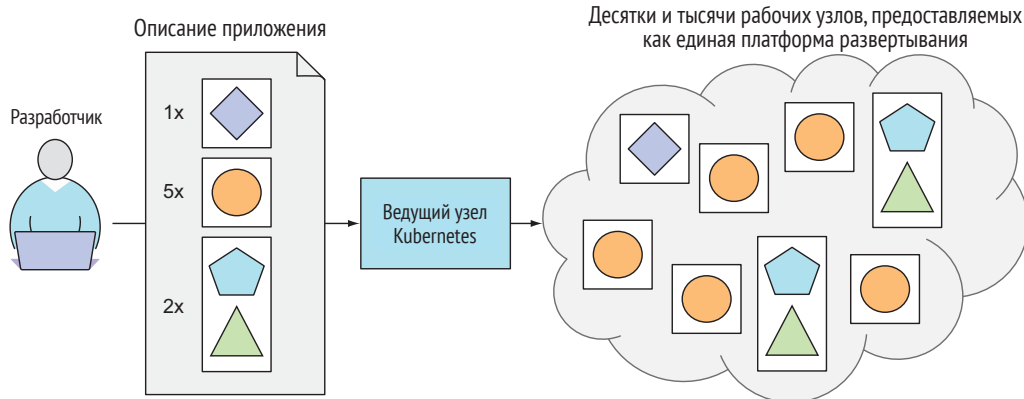 Описание приложения
Десятки и тысячи рабочих узлов, предоставляемых
как единая платформа развертывания
Разработчик
1x
5x
2x
Ведущий узел
Kubernetes